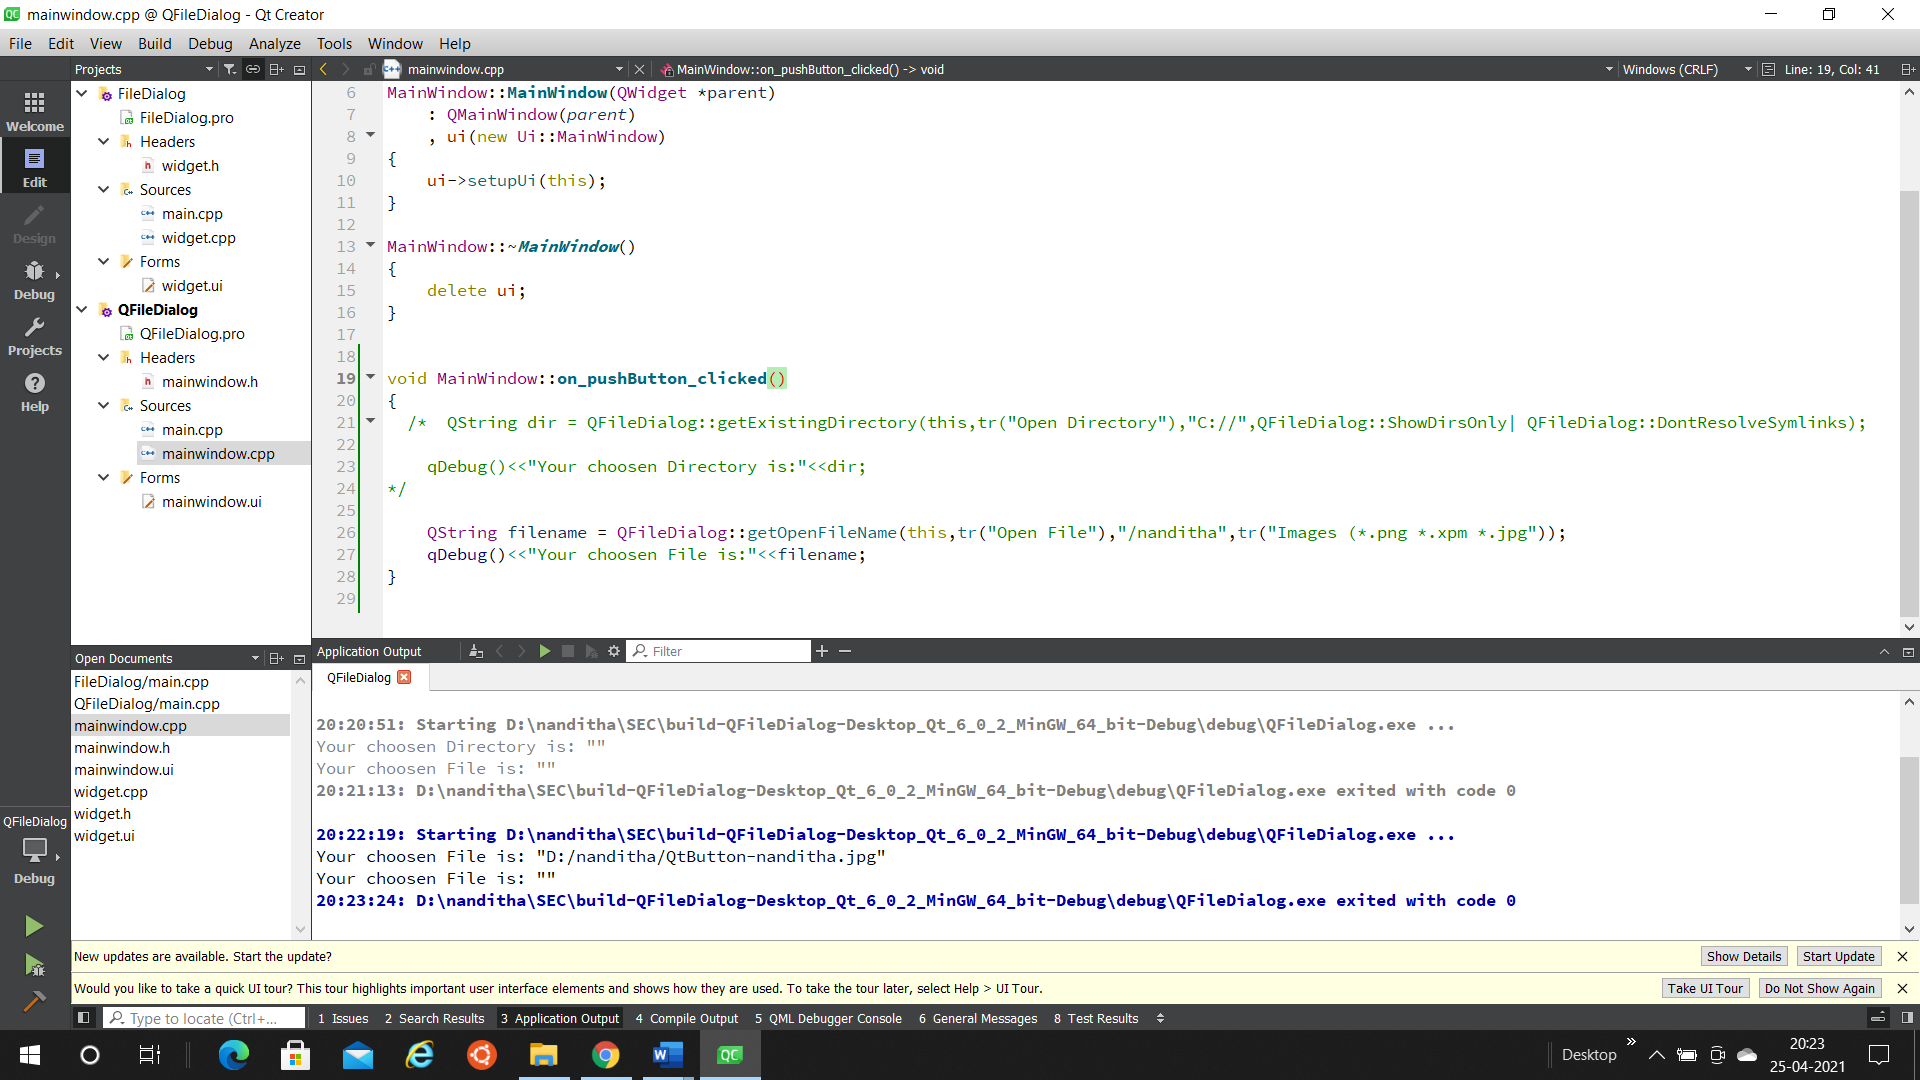 mainwindow.cpp @ QFileDialog - Qt Creator
File Edit View Build Debug Analyze Tools Window Help
Projects
mainwindow.cpp
MainWindow::on_pushButton_clicked() -> void
Windows (CRLF)
Line: 19, Col: 41
Welcome
Edit
Design
Debug
Projects
Help
FileDialog
FileDialog.pro
Headers
widget.h
Sources
main.cpp
widget.cpp
Forms
widget.ui
QFileDialog
QFileDialog.pro
Headers
mainwindow.h
Sources
main.cpp
mainwindow.cpp
Forms
mainwindow.ui
6 MainWindow::MainWindow(QWidget *parent)
7 : QMainWindow(parent)
8 , ui(new Ui::MainWindow)
9 {
10 ui->setupUi(this);
11 }
12
13 MainWindow::~MainWindow()
14 {
15 delete ui;
16 }
17
18
19 void MainWindow::on_pushButton_clicked()
20 {
21 /* QString dir = QFileDialog::getExistingDirectory(this,tr("Open Directory"),"C://",QFileDialog::ShowDirsOnly| QFileDialog::DontResolveSymlinks);
22
23 qDebug()<<"Your choosen Directory is:"<<dir;
24 */
25
26 QString filename = QFileDialog::getOpenFileName(this,tr("Open File"),"/nanditha",tr("Images (*.png *.xpm *.jpg"));
27 qDebug()<<"Your choosen File is:"<<filename;
28 }
29
Open Documents
FileDialog/main.cpp
QFileDialog/main.cpp
mainwindow.cpp
mainwindow.h
mainwindow.ui
widget.cpp
widget.h
widget.ui
QFileDialog
Debug
Application Output
Filter
QFileDialog
20:20:51: Starting D:\nanditha\SEC\build-QFileDialog-Desktop_Qt_6_0_2_MinGW_64_bit-Debug\debug\QFileDialog.exe ...
Your choosen Directory is: ""
Your choosen File is: ""
20:21:13: D:\nanditha\SEC\build-QFileDialog-Desktop_Qt_6_0_2_MinGW_64_bit-Debug\debug\QFileDialog.exe exited with code 0
20:22:19: Starting D:\nanditha\SEC\build-QFileDialog-Desktop_Qt_6_0_2_MinGW_64_bit-Debug\debug\QFileDialog.exe ...
Your choosen File is: "D:/nanditha/QtButton-nanditha.jpg"
Your choosen File is: ""
20:23:24: D:\nanditha\SEC\build-QFileDialog-Desktop_Qt_6_0_2_MinGW_64_bit-Debug\debug\QFileDialog.exe exited with code 0
New updates are available. Start the update?
Show Details Start Update
Would you like to take a quick UI tour? This tour highlights important user interface elements and shows how they are used. To take the tour later, select Help > UI Tour.
Take UI Tour Do Not Show Again
Type to locate (Ctrl+...
1 Issues 2 Search Results 3 Application Output 4 Compile Output 5 QML Debugger Console 6 General Messages 8 Test Results
Desktop
20:23
25-04-2021